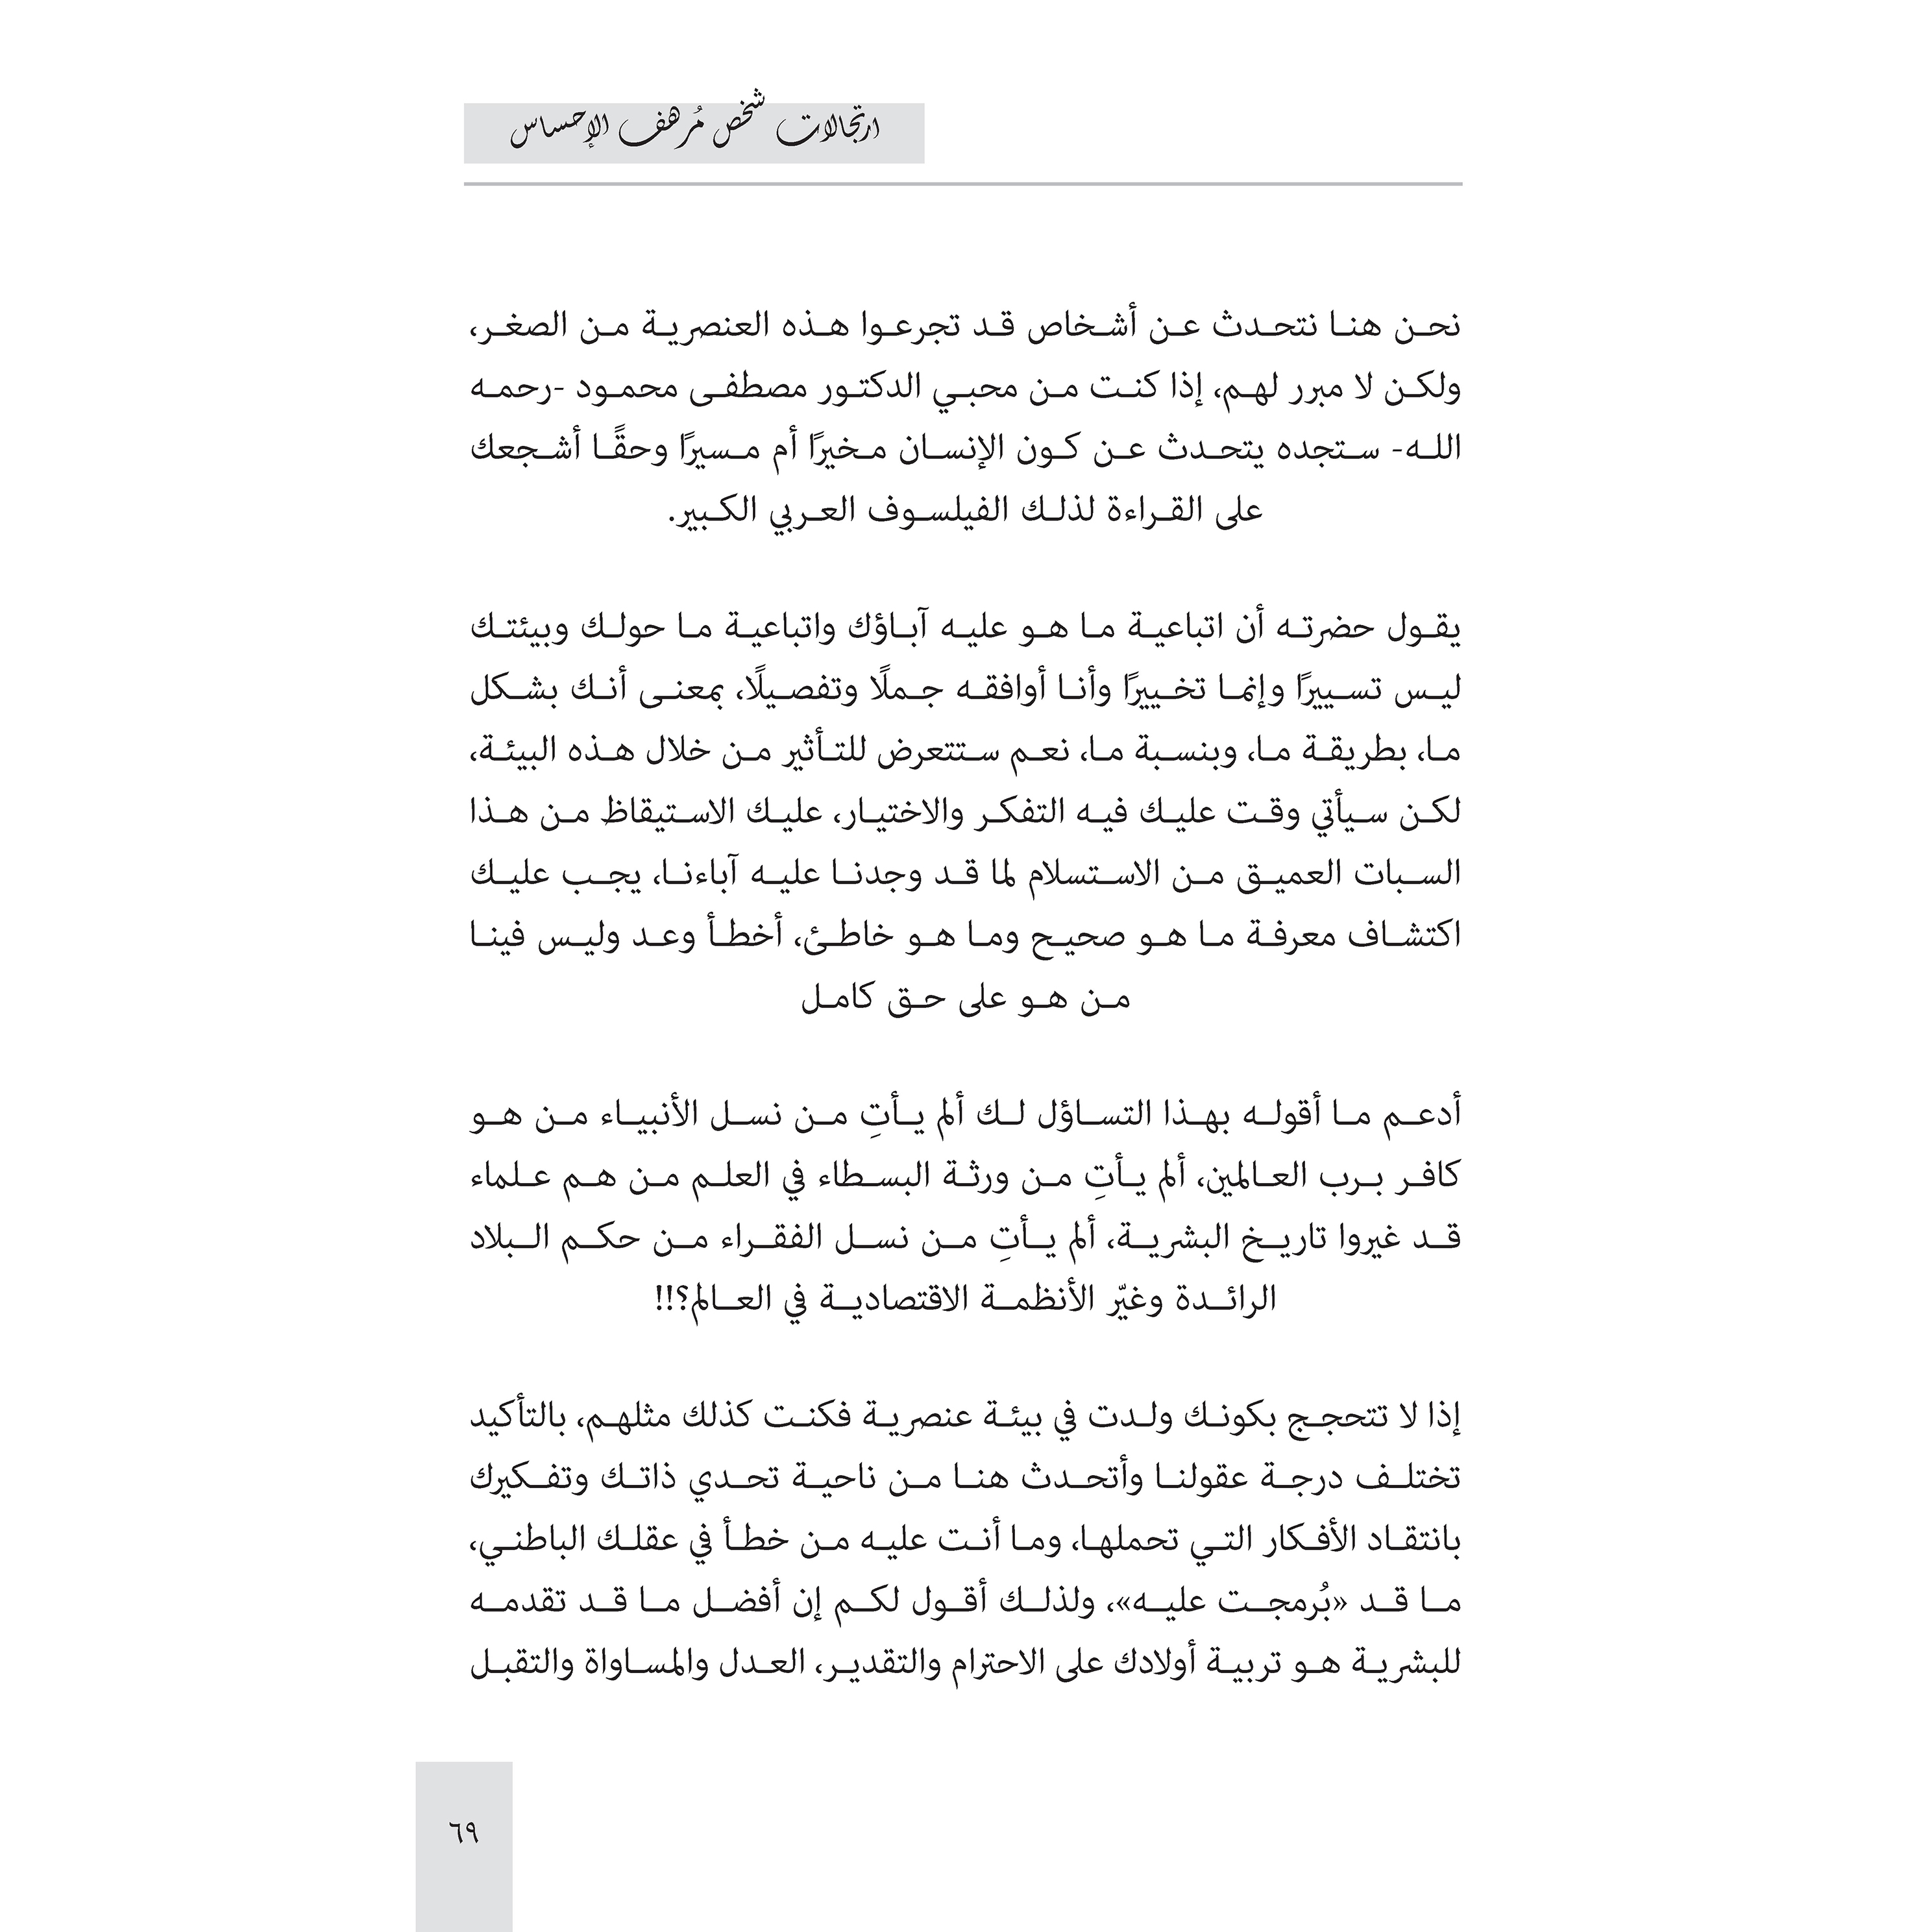 ارتجالات شخص مُرهف الإحساس
نحن هنا نتحدث عن أشخاص قد تجرعوا هذه العنصرية من الصغر،
ولكن لا مبرر لهم، إذا كنت من محبي الدكتور مصطفى محمود -رحمه
الله- ستجده يتحدث عن كون الإنسان مخيرًا أم مسيرًا وحقًا أشجعك
على القراءة لذلك الفيلسوف العربي الكبير.
يقول حضرته أن اتباعية ما هو عليه آباؤك واتباعية ما حولك وبيئتك
ليس تسييرًا وإنما تخييرًا وأنا أوافقه جملًا وتفصيلًا، بمعنى أنك بشكل
ما، بطريقة ما، وبنسبة ما، نعم ستتعرض للتأثير من خلال هذه البيئة،
لكن سيأتي وقت عليك فيه التفكر والاختيار، عليك الاستيقاظ من هذا
السبات العميق من الاستسلام لما قد وجدنا عليه آباءنا، يجب عليك
اكتشاف معرفة ما هو صحيح وما هو خاطئ، أخطأ وعد وليس فينا
من هو على حق كامل
أدعم ما أقوله بهذا التساؤل لك ألم يأتِ من نسل الأنبياء من هو
كافر برب العالمين، ألم يأتِ من ورثة البسطاء في العلم من هم علماء
قد غيروا تاريخ البشرية، ألم يأتِ من نسل الفقراء من حكم البلاد
الرائدة وغيّر الأنظمة الاقتصادية في العالم؟!!
إذا لا تتحجج بكونك ولدت في بيئة عنصرية فكنت كذلك مثلهم، بالتأكيد
تختلف درجة عقولنا وأتحدث هنا من ناحية تحدي ذاتك وتفكيرك
بانتقاد الأفكار التي تحملها، وما أنت عليه من خطأ في عقلك الباطني،
ما قد «بُرمجت عليه»، ولذلك أقول لكم إن أفضل ما قد تقدمه
للبشرية هو تربية أولادك على الاحترام والتقدير، العدل والمساواة والتقبل
٦٩